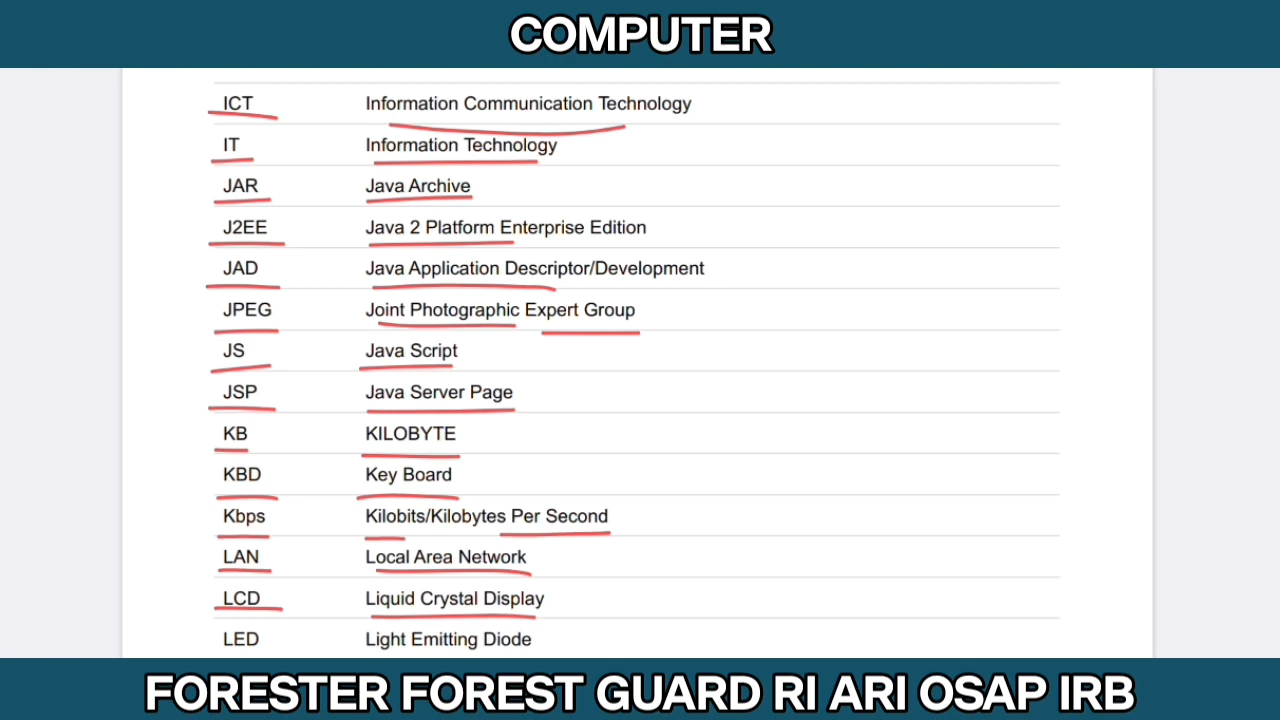 COMPUTER
ICT Information Communication Technology
IT Information Technology
JAR Java Archive
J2EE Java 2 Platform Enterprise Edition
JAD Java Application Descriptor/Development
JPEG Joint Photographic Expert Group
JS Java Script
JSP Java Server Page
KB KILOBYTE
KBD Key Board
Kbps Kilobits/Kilobytes Per Second
LAN Local Area Network
LCD Liquid Crystal Display
LED Light Emitting Diode
FORESTER FOREST GUARD RI ARI OSAP IRB